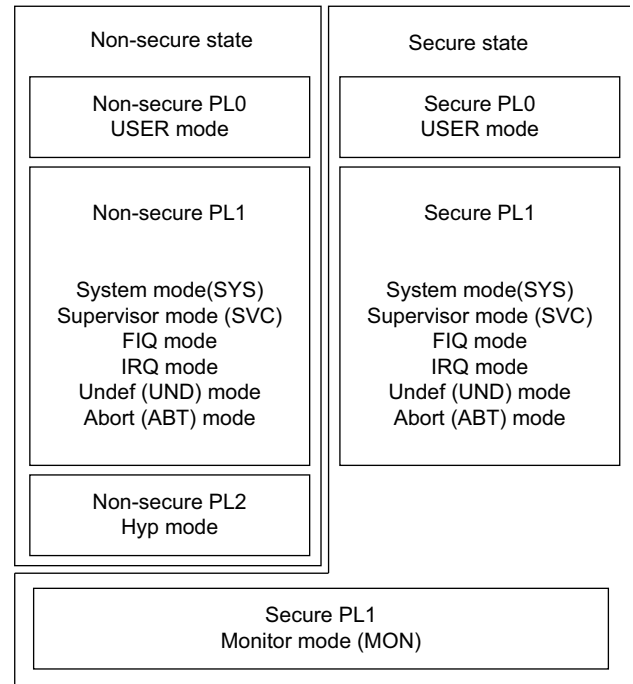 Non-secure state
Non-secure PL0
USER mode
Non-secure PL1
System mode(SYS)
Supervisor mode (SVC)
FIQ mode
IRQ mode
Undef (UND) mode
Abort (ABT) mode
Non-secure PL2
Hyp mode
Secure state
Secure PL0
USER mode
Secure PL1
System mode(SYS)
Supervisor mode (SVC)
FIQ mode
IRQ mode
Undef (UND) mode
Abort (ABT) mode
Secure PL1
Monitor mode (MON)